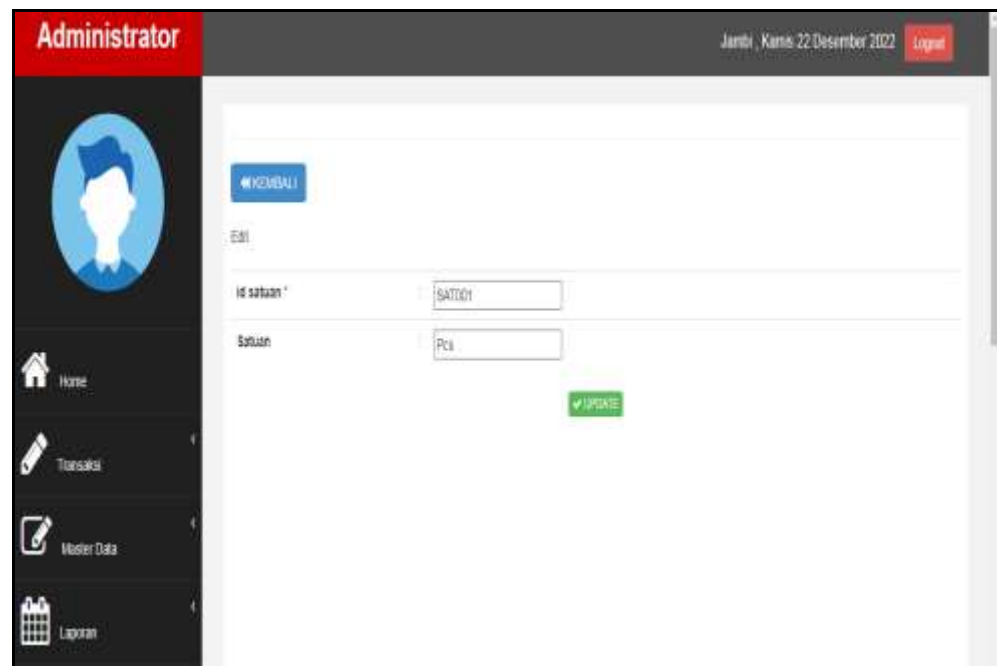 Administrator
Jambi , Kamis 22 Desember 2022
Logout
KEMBALI
Edit
id satuan *
SAT001
Satuan
Pcs
UPDATE
Home
Transaksi
Master Data
Laporan